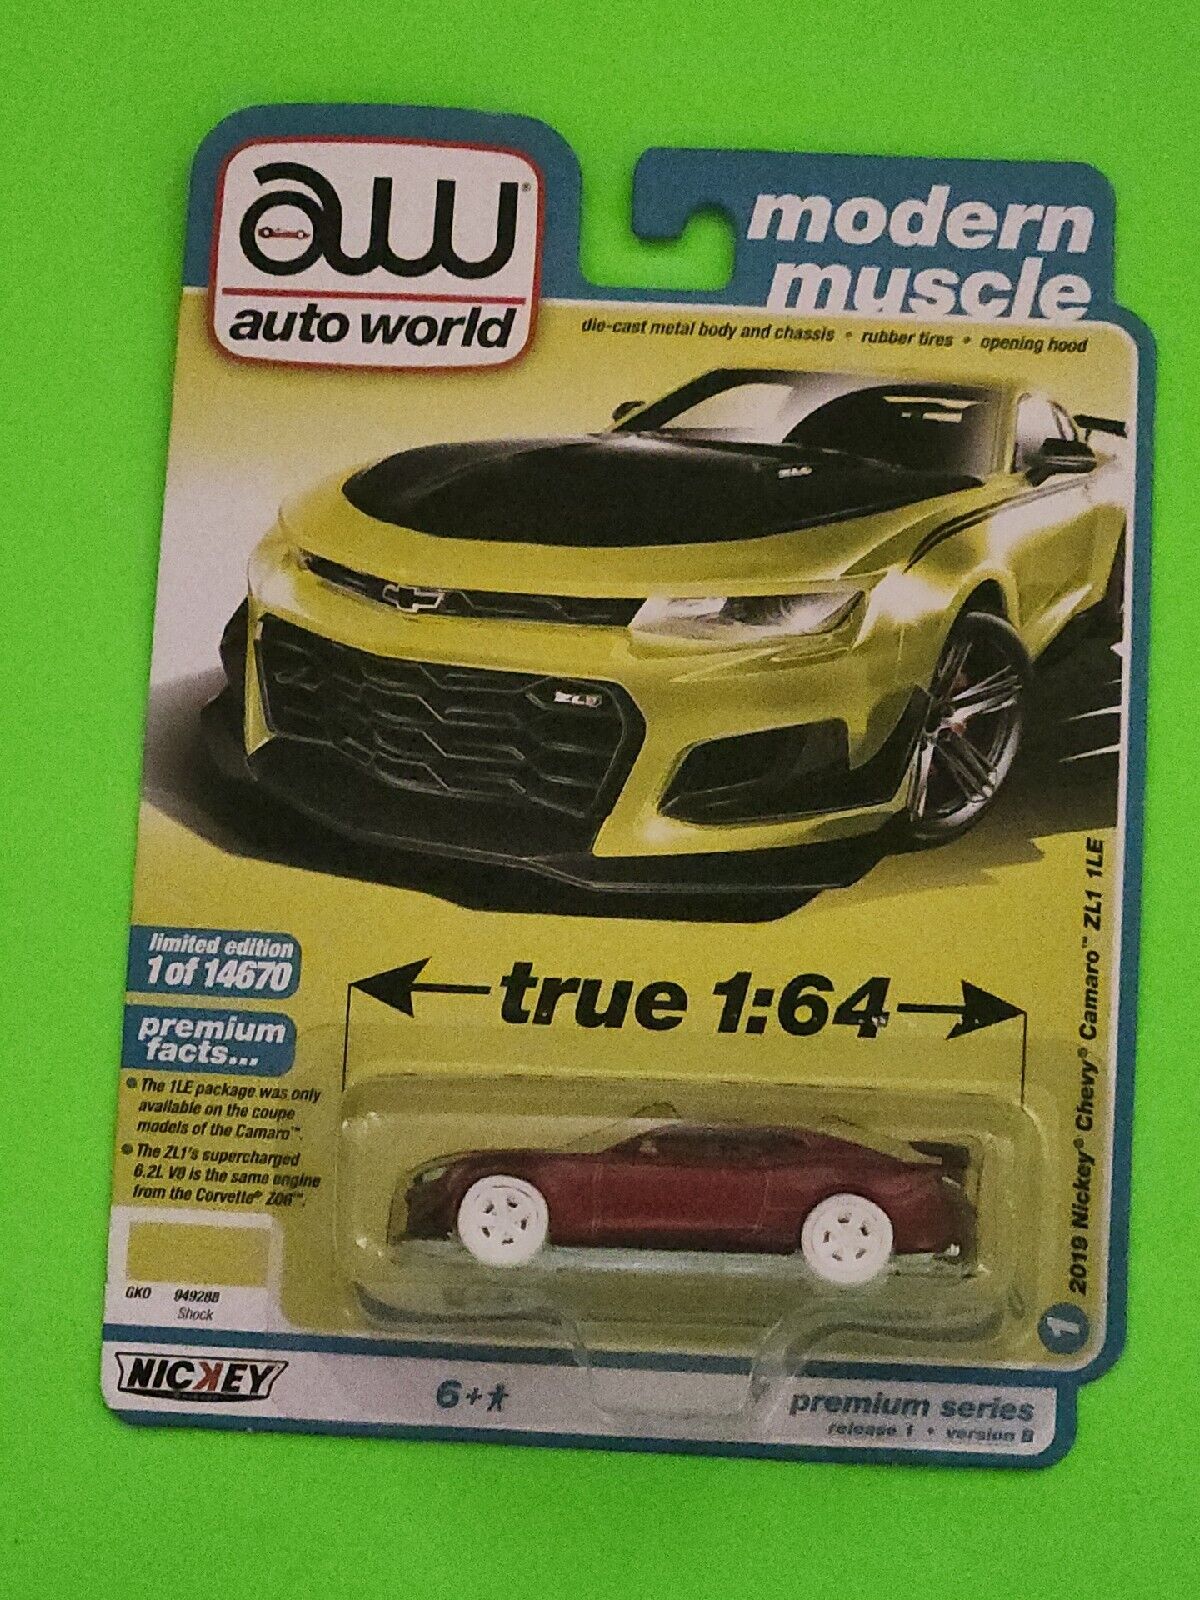 aw®
auto world
modern
muscle
die-cast metal body and chassis • rubber tires • opening hood
ZL1
ZL1
limited edition
1 of 14670
premium
facts...
true 1:64
• The 1LE package was only
available on the coupe
models of the Camaro™.
• The ZL1's supercharged
6.2L V8 is the same engine
from the Corvette® Z06™.
GKO 949288
Shock
2019 Nickey® Chevy® Camaro™ ZL1 1LE
1
NICKEY
6+
premium series
release 1 • version B